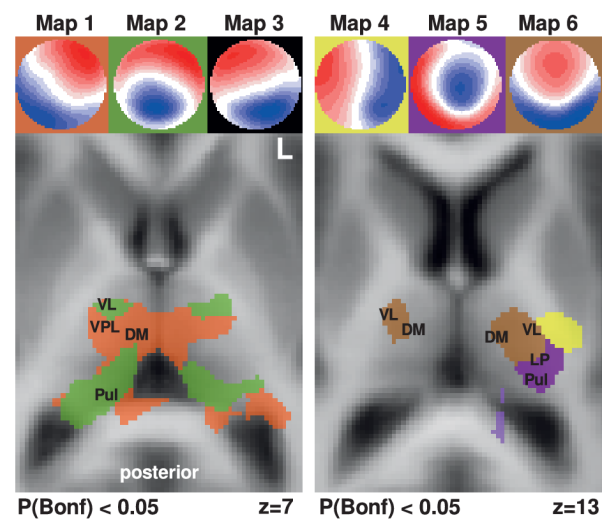 Map 1 Map 2 Map 3 Map 4 Map 5 Map 6
L
VL
VPL DM
Pul
posterior
VL DM
DM VL
LP
Pul
P(Bonf) < 0.05 z=7
P(Bonf) < 0.05 z=13